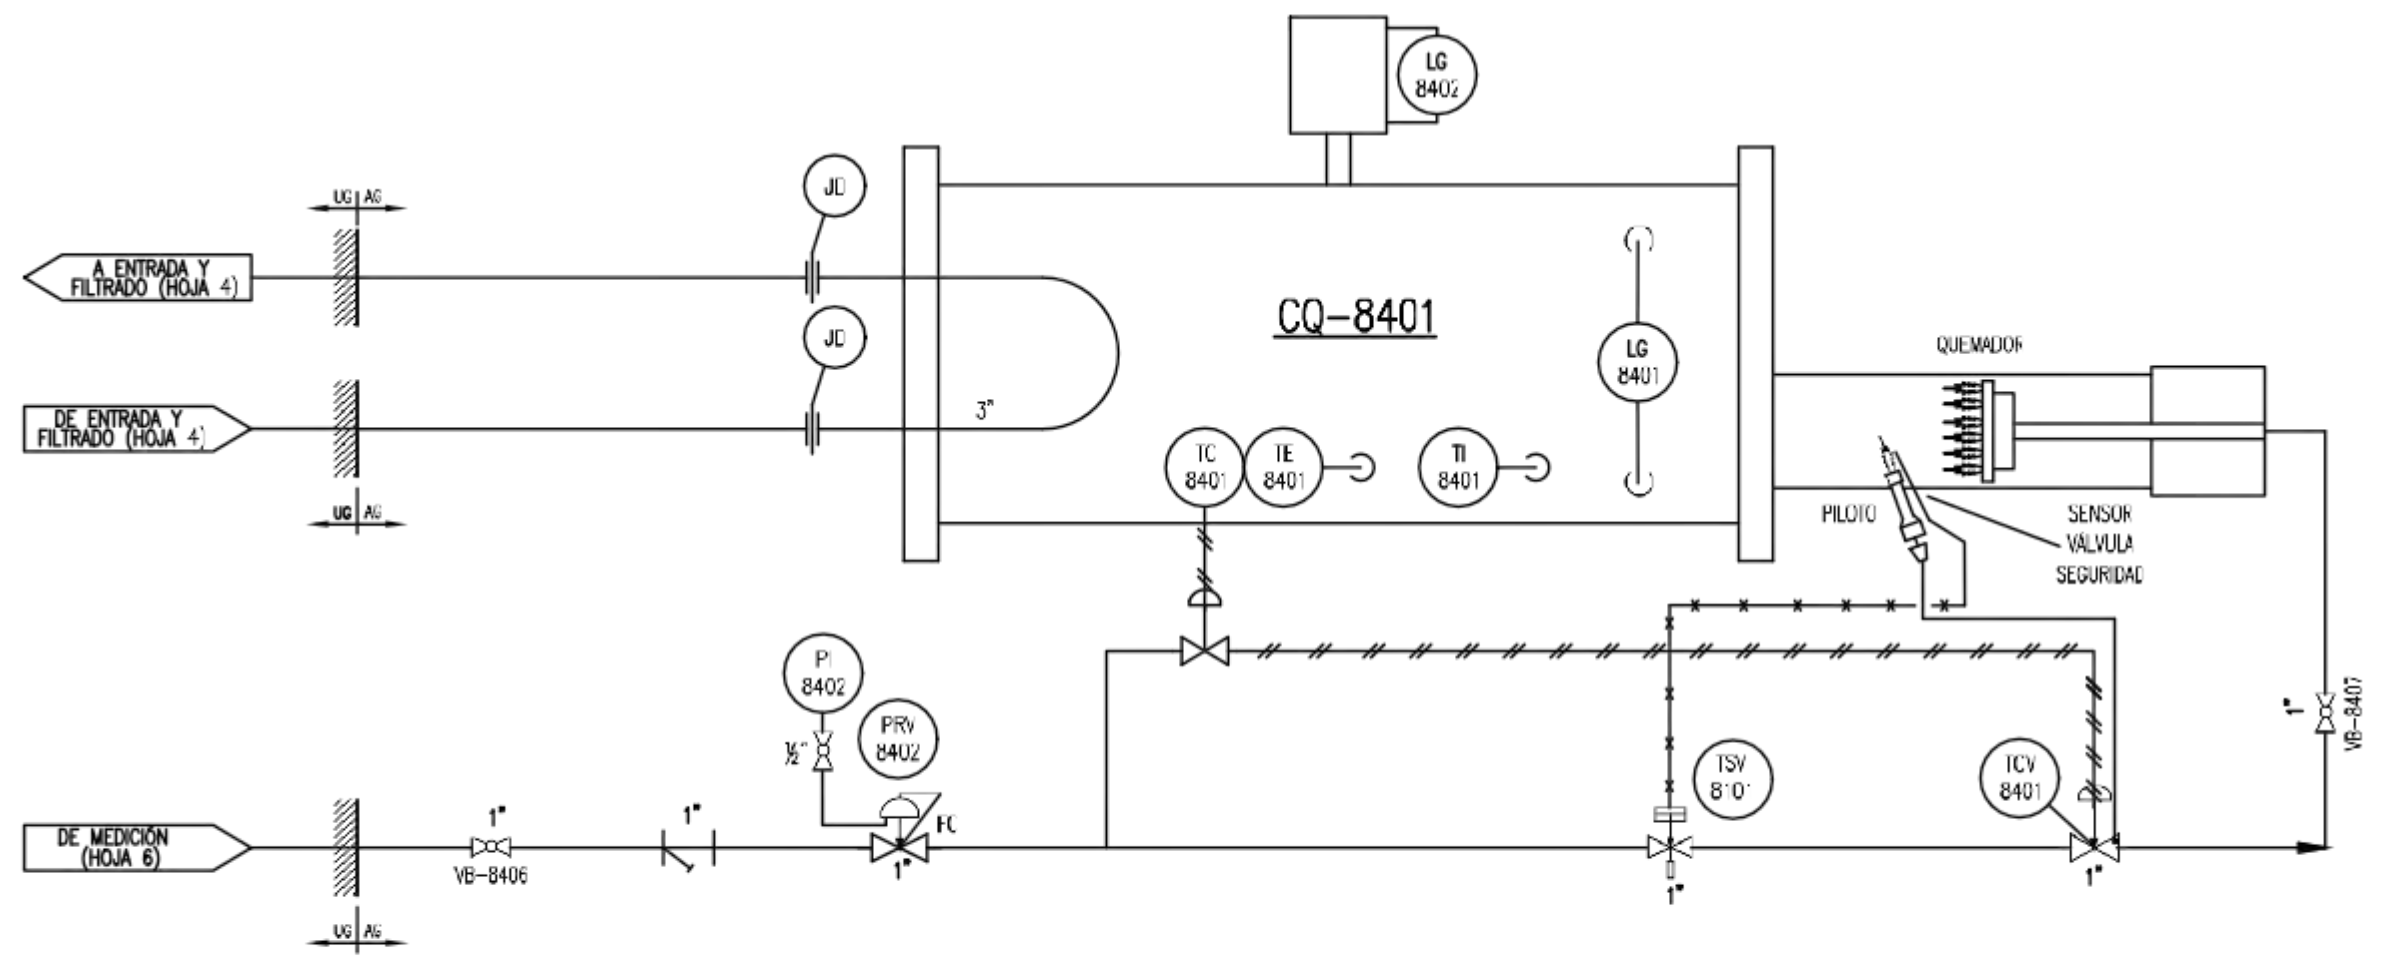 LG
8402
JD
UG AG
A ENTRADA Y
FILTRADO (HOJA 4)
CQ-8401
JD
LG
8401
QUEMADOR
DE ENTRADA Y
FILTRADO (HOJA 4)
3"
TC
8401
TE
8401
TI
8401
UG AG
PILOTO
SENSOR
VÁLVULA
SEGURIDAD
PI
8402
PRV
8402
½"
1"
VB-8407
TSV
8101
TCV
8401
1"
1"
FC
DE MEDICIÓN
(HOJA 6)
VB-8406
1"
1"
1"
UG AG